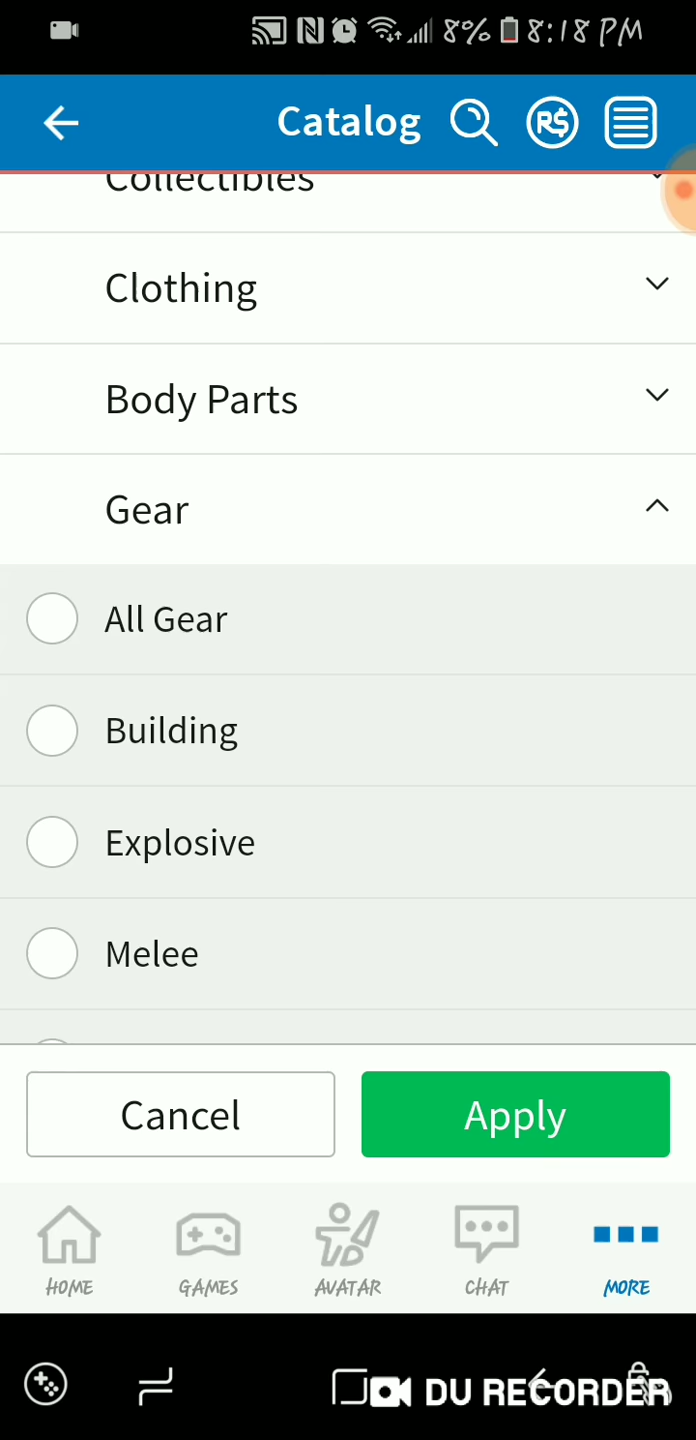 8% 8:18 PM
Catalog R$
Collectibles
Clothing
Body Parts
Gear
All Gear
Building
Explosive
Melee
Cancel Apply
HOME GAMES AVATAR CHAT MORE
DU RECORDER